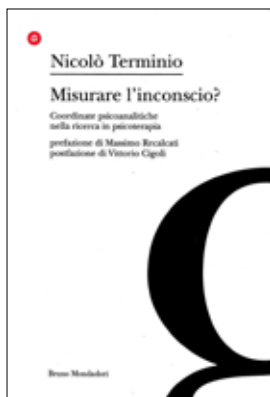 Nicolò Terminio
Misurare l'inconscio?
Coordinate psicoanalitiche
nella ricerca in psicoterapia
prefazione di Massimo Recalcati
postfazione di Vittorio Cigoli
Bruno Mondadori